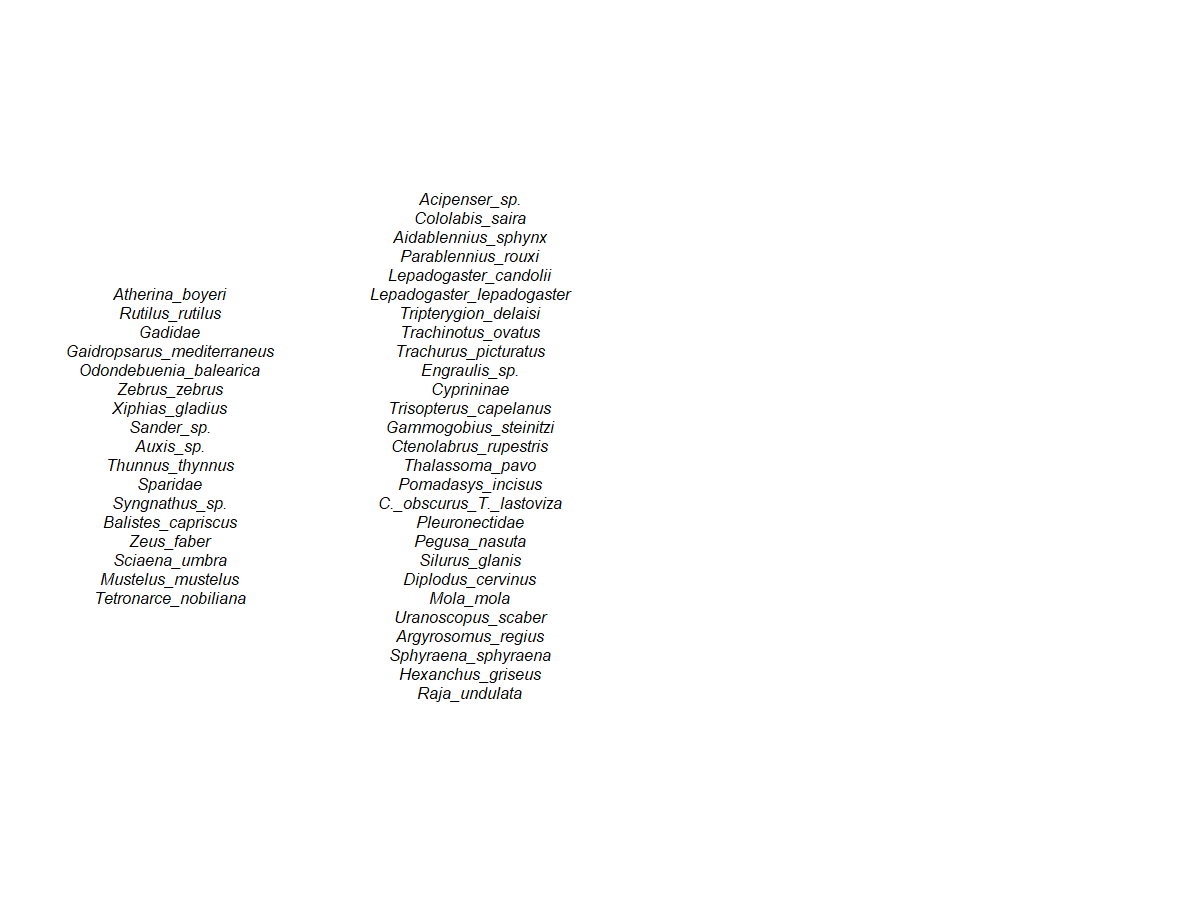 Atherina_boyeri
Rutilus_rutilus
Gadidae
Gaidropsarus_mediterraneus
Odondebuenia_balearica
Zebrus_zebrus
Xiphias_gladius
Sander_sp.
Auxis_sp.
Thunnus_thynnus
Sparidae
Syngnathus_sp.
Balistes_capriscus
Zeus_faber
Sciaena_umbra
Mustelus_mustelus
Tetronarce_nobiliana
Acipenser_sp.
Cololabis_saira
Aidablennius_sphynx
Parablennius_rouxi
Lepadogaster_candolii
Lepadogaster_lepadogaster
Tripterygion_delaisi
Trachinotus_ovatus
Trachurus_picturatus
Engraulis_sp.
Cyprininae
Trisopterus_capelanus
Gammogobius_steinitzi
Ctenolabrus_rupestris
Thalassoma_pavo
Pomadasys_incisus
C._obscurus_T._lastoviza
Pleuronectidae
Pegusa_nasuta
Silurus_glanis
Diplodus_cervinus
Mola_mola
Uranoscopus_scaber
Argyrosomus_regius
Sphyraena_sphyraena
Hexanchus_griseus
Raja_undulata